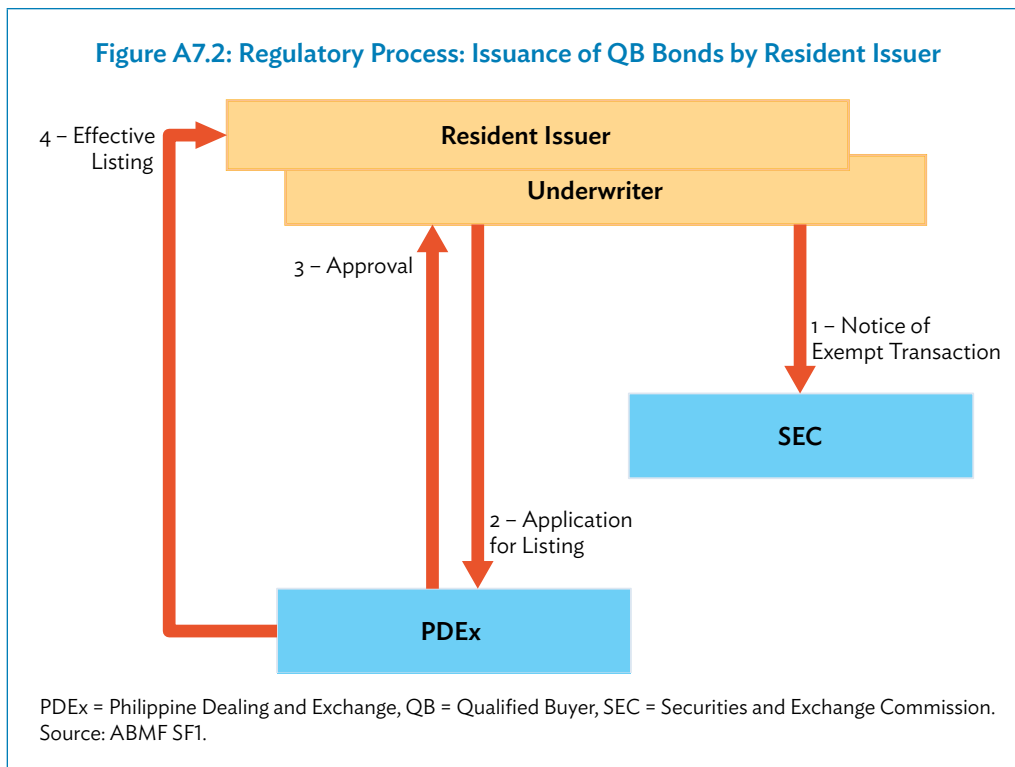 Figure A7.2: Regulatory Process: Issuance of QB Bonds by Resident Issuer
4 – Effective
Listing
Resident Issuer
Underwriter
3 – Approval
1 – Notice of
Exempt Transaction
SEC
2 – Application
for Listing
PDEx
PDEx = Philippine Dealing and Exchange, QB = Qualified Buyer, SEC = Securities and Exchange Commission.
Source: ABMF SF1.